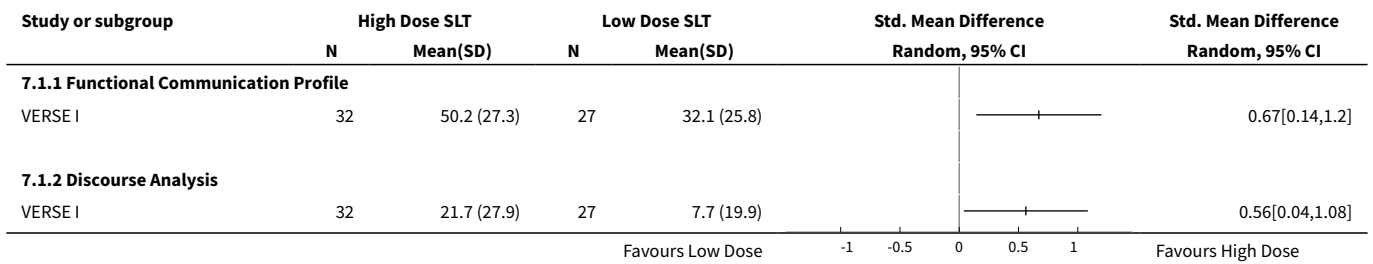 Study or subgroup High Dose SLT Low Dose SLT Std. Mean Difference Std. Mean Difference
N Mean(SD) N Mean(SD) Random, 95% CI Random, 95% CI
7.1.1 Functional Communication Profile
VERSE I 32 50.2 (27.3) 27 32.1 (25.8) 0.67[0.14,1.2]
7.1.2 Discourse Analysis
VERSE I 32 21.7 (27.9) 27 7.7 (19.9) 0.56[0.04,1.08]
Favours Low Dose -1 -0.5 0 0.5 1 Favours High Dose